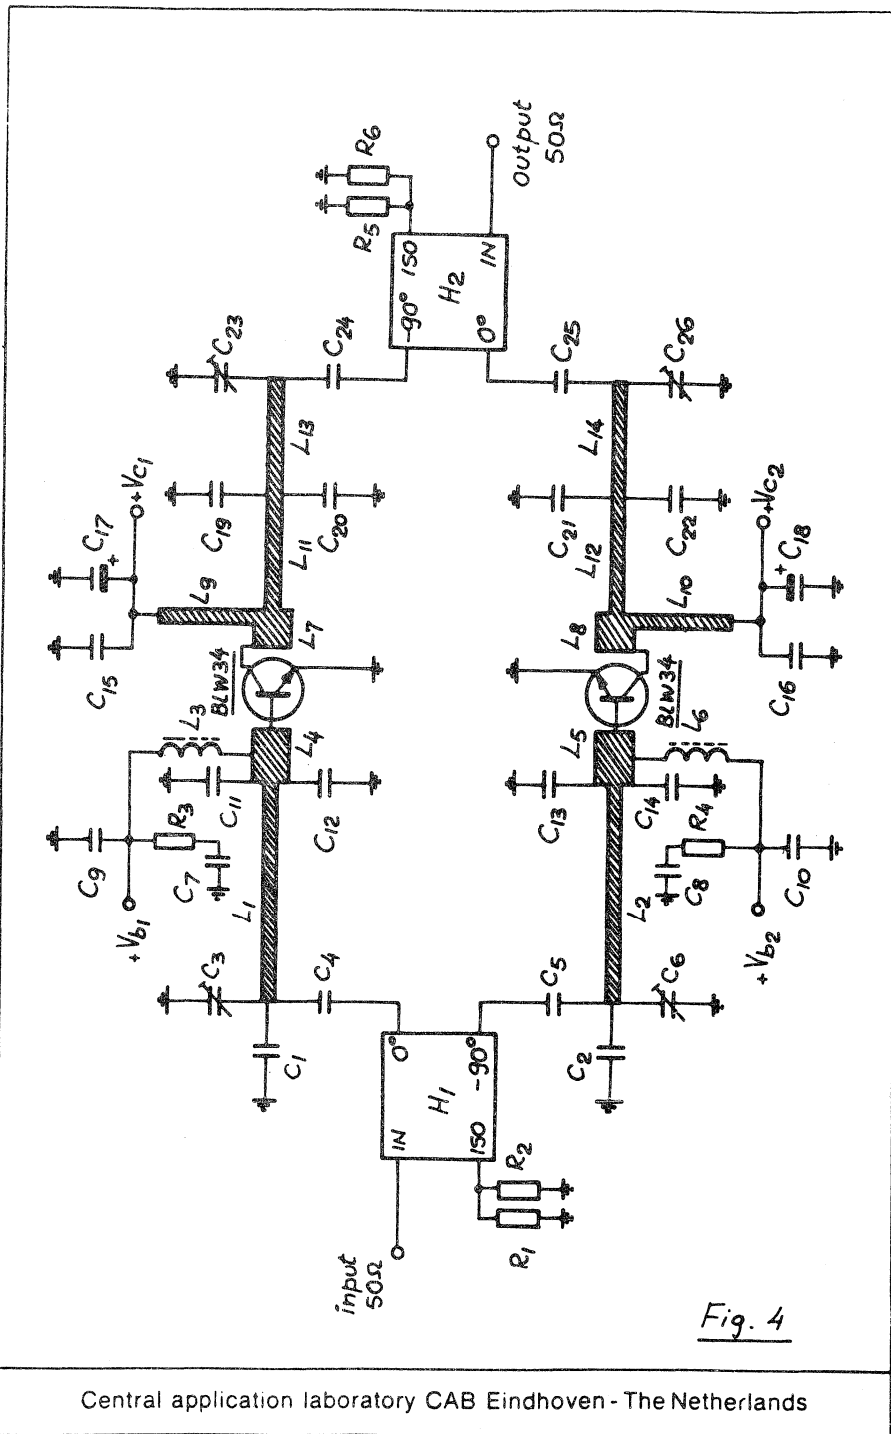 R6
R5
output
50Ω
-90° ISO
H2
0° IN
C23
C24
C25
C26
L13
L14
+Vc1
C17
+
C19
C20
C21
C22
+Vc2
+ C18
L9
L11
L12
L10
C15
L7
L8
C16
BLW34
BLW34
L3
L4
L5
L6
C11
C12
C13
C14
R3
R4
C9
C7
C8
C10
L1
L2
+Vb1
+Vb2
C3
C4
C5
C6
C1
C2
0°
-90°
H1
IN
ISO
R2
R1
input
50Ω
Fig. 4
Central application laboratory CAB Eindhoven - The Netherlands